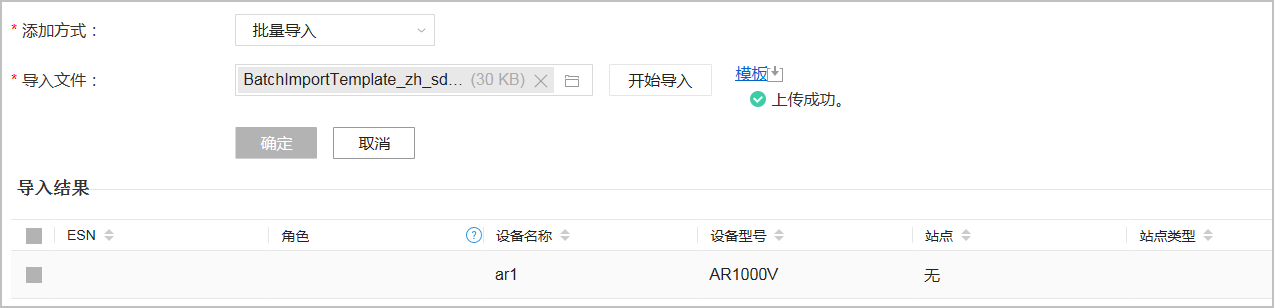 * 添加方式： 批量导入
* 导入文件： BatchImportTemplate_zh_sd... (30 KB) 开始导入 模板
上传成功。
确定 取消
导入结果
ESN 角色 ? 设备名称 设备型号 站点 站点类型
ar1 AR1000V 无